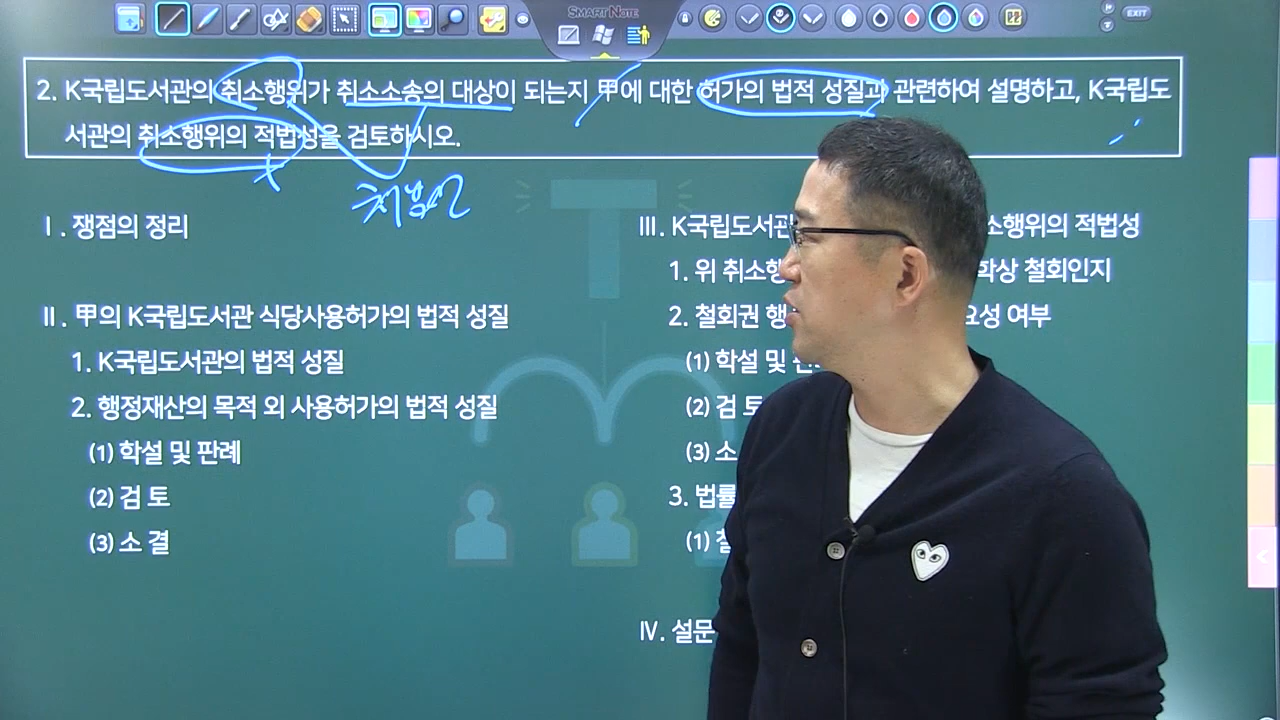 SMART NOTE
EXIT
2. K국립도서관의 취소행위가 취소소송의 대상이 되는지 甲에 대한 허가의 법적 성질과 관련하여 설명하고, K국립도
서관의 취소행위의 적법성을 검토하시오.
처분성
Ⅰ. 쟁점의 정리
Ⅱ. 甲의 K국립도서관 식당사용허가의 법적 성질
1. K국립도서관의 법적 성질
2. 행정재산의 목적 외 사용허가의 법적 성질
(1) 학설 및 판례
(2) 검 토
(3) 소 결
Ⅲ. K국립도서관 소행위의 적법성
1. 위 취소행 학상 철회인지
2. 철회권 행 요성 여부
(1) 학설 및 판
(2) 검 토
(3) 소
3. 법률
(1) 철
Ⅳ. 설문